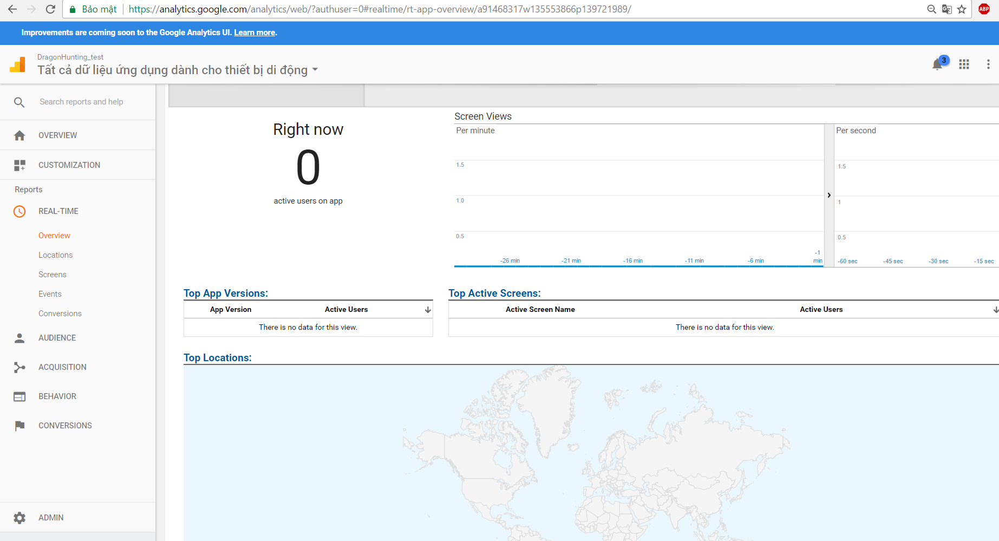 Bảo mật
https://analytics.google.com/analytics/web/?authuser=0#realtime/rt-app-overview/a91468317w135553866p139721989/
ABP
Improvements are coming soon to the Google Analytics UI. Learn more.
DragonHunting_test
Tất cả dữ liệu ứng dụng dành cho thiết bị di động
3
Search reports and help
OVERVIEW
CUSTOMIZATION
Reports
REAL-TIME
Overview
Locations
Screens
Events
Conversions
AUDIENCE
ACQUISITION
BEHAVIOR
CONVERSIONS
ADMIN
Right now
0
active users on app
Screen Views
Per minute
1.5
1.0
0.5
-26 min
-21 min
-16 min
-11 min
-6 min
-1
min
Per second
1.5
1
0.5
-60 sec
-45 sec
-30 sec
-15 sec
Top App Versions:
App Version Active Users
There is no data for this view.
Top Active Screens:
Active Screen Name Active Users
There is no data for this view.
Top Locations: